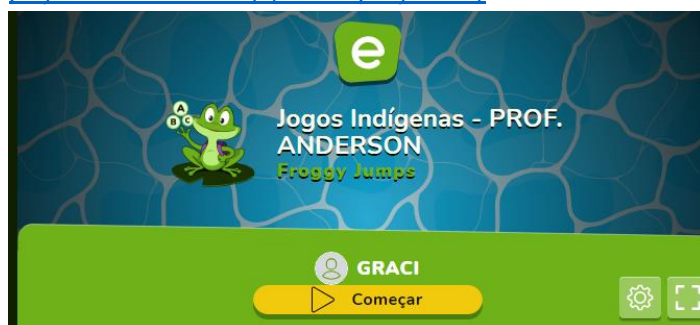 e
A
B C
Jogos Indígenas - PROF.
ANDERSON
Froggy Jumps
GRACI
Começar